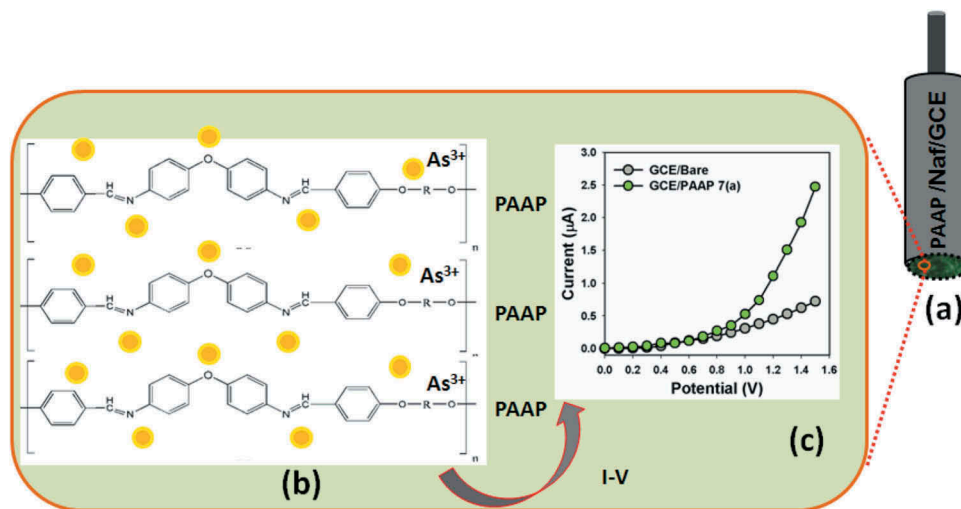 As³⁺
PAAP
O
H
C
N
N
H
C
O-R-O
n
As³⁺
PAAP
O
H
C
N
N
H
C
O-R-O
n
As³⁺
PAAP
O
H
C
N
N
H
C
O-R-O
n
(b)
I-V
Current (µA)
3.0
2.5
2.0
1.5
1.0
0.5
0.0
GCE/Bare
GCE/PAAP 7(a)
0.0 0.2 0.4 0.6 0.8 1.0 1.2 1.4 1.6
Potential (V)
(c)
PAAP /Naf/GCE
(a)